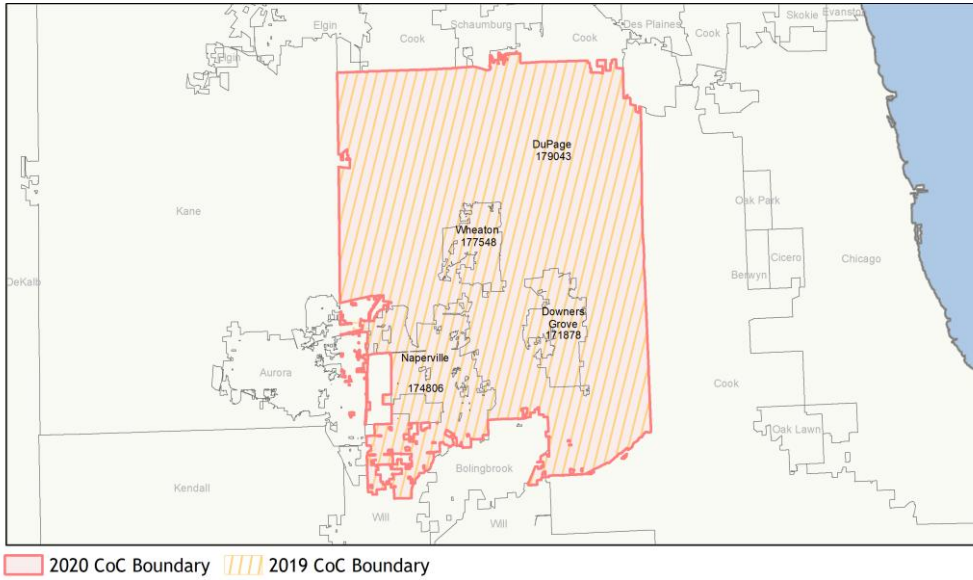 Elgin
Schaumburg
Des Plaines
Skokie
Evanston
Cook
Cook
Cook
Elgin
DuPage
179043
Kane
Oak Park
Wheaton
177548
Cicero
Chicago
DeKalb
Berwyn
Downers
Grove
171878
Naperville
174806
Aurora
Cook
Oak Lawn
Bolingbrook
Kendall
Will
Will
2020 CoC Boundary
2019 CoC Boundary